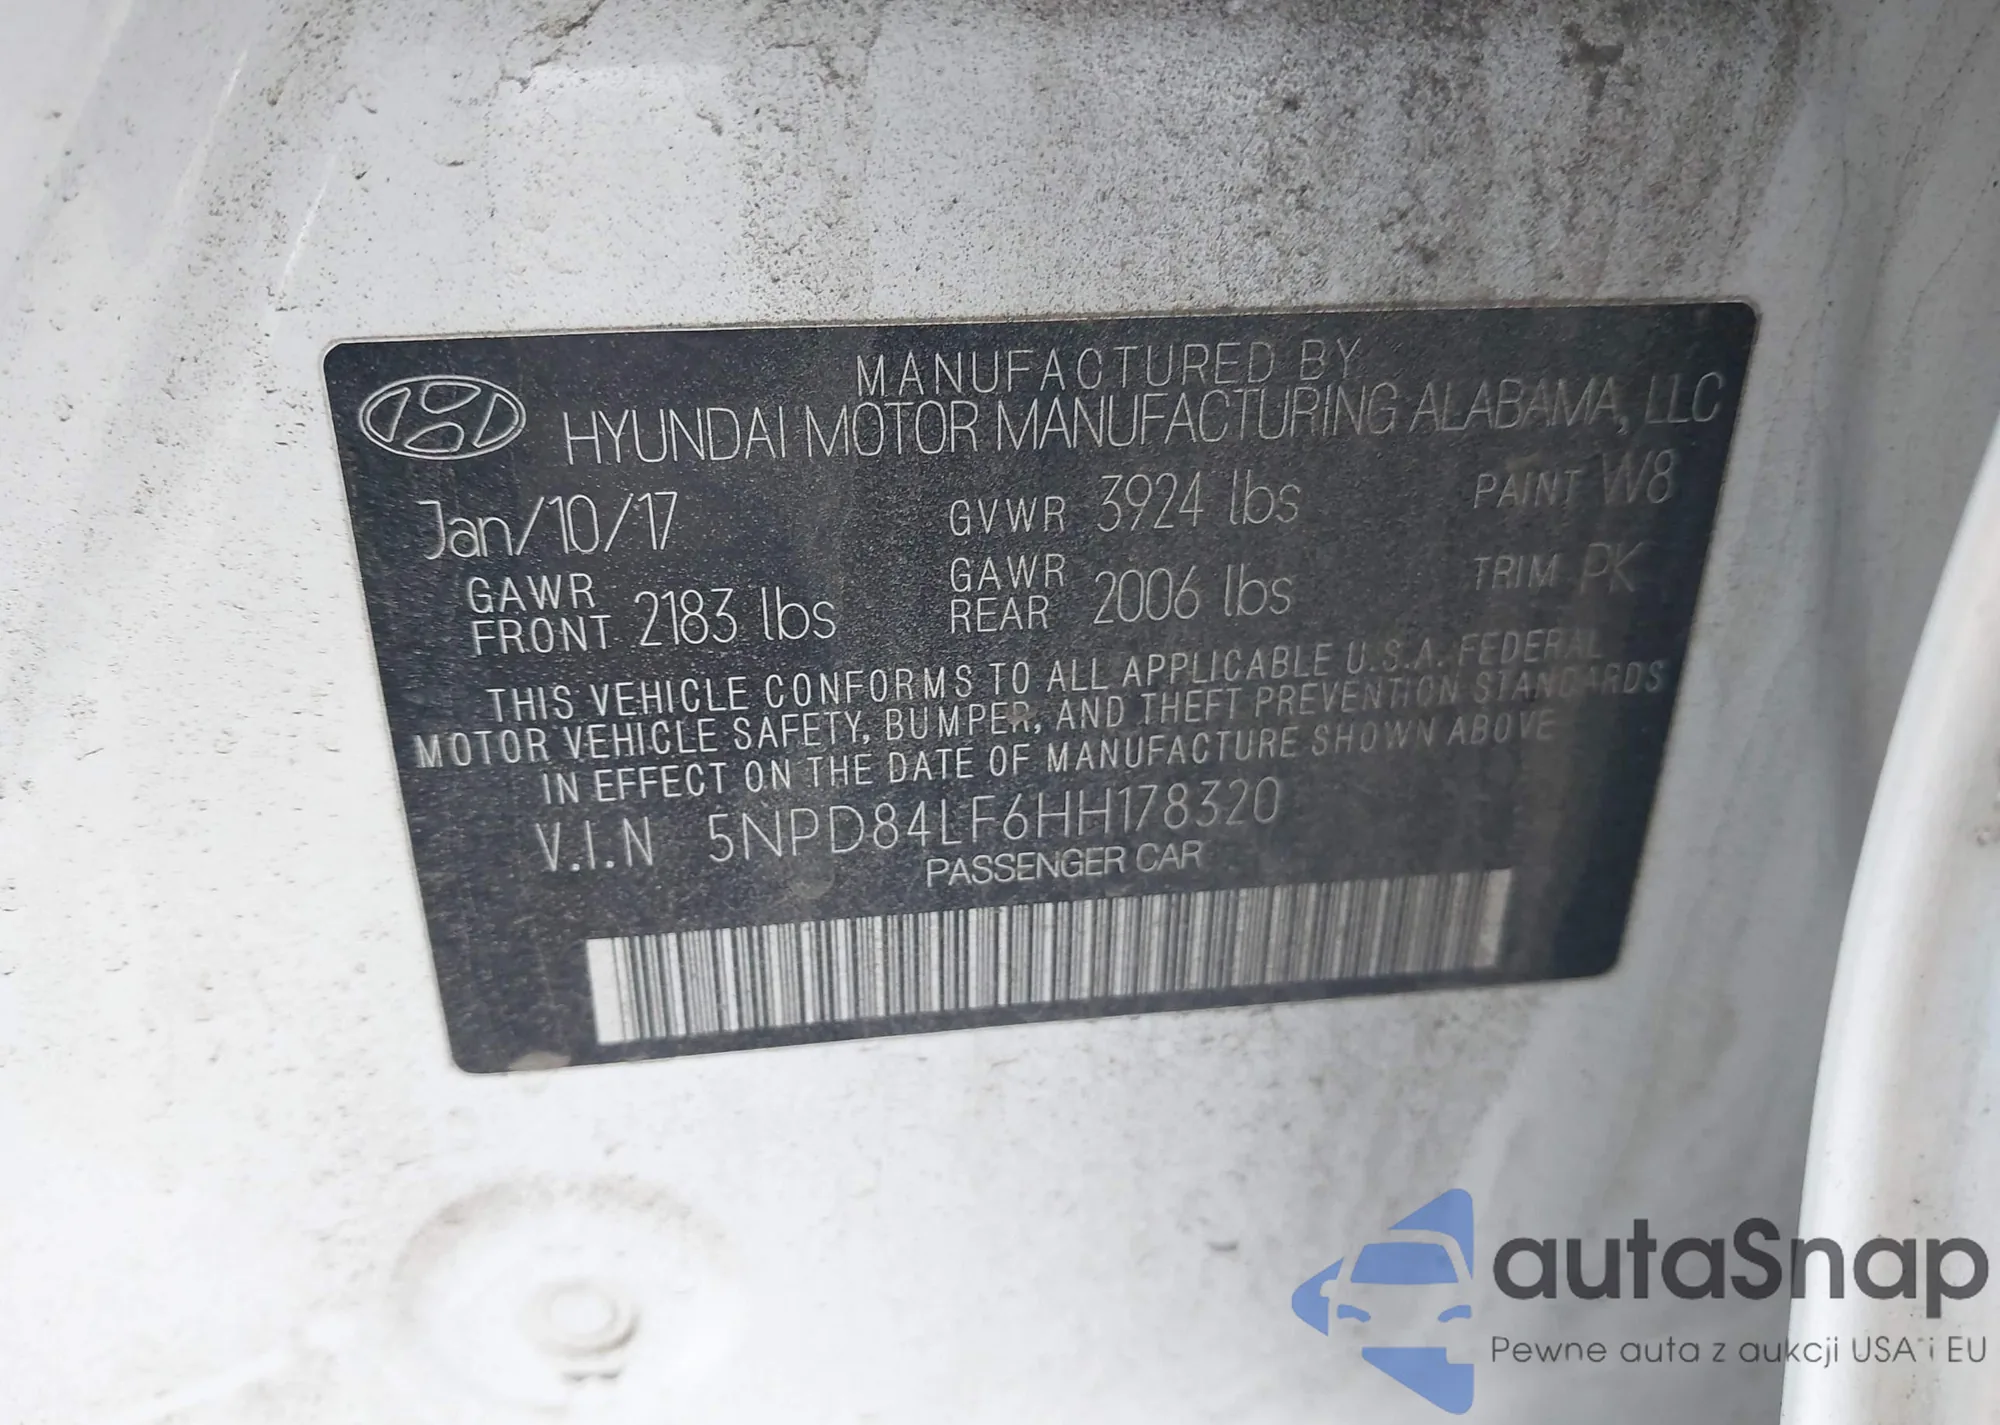 MANUFACTURED BY
HYUNDAI MOTOR MANUFACTURING ALABAMA, LLC
Jan/10/17 GVWR 3924 lbs PAINT W8
GAWR FRONT 2183 lbs GAWR REAR 2006 lbs TRIM PK
THIS VEHICLE CONFORMS TO ALL APPLICABLE U.S.A. FEDERAL
MOTOR VEHICLE SAFETY, BUMPER, AND THEFT PREVENTION STANDARDS
IN EFFECT ON THE DATE OF MANUFACTURE SHOWN ABOVE
V.I.N 5NPD84LF6HH178320
PASSENGER CAR
autaSnap
Pewne auta z aukcji USA i EU